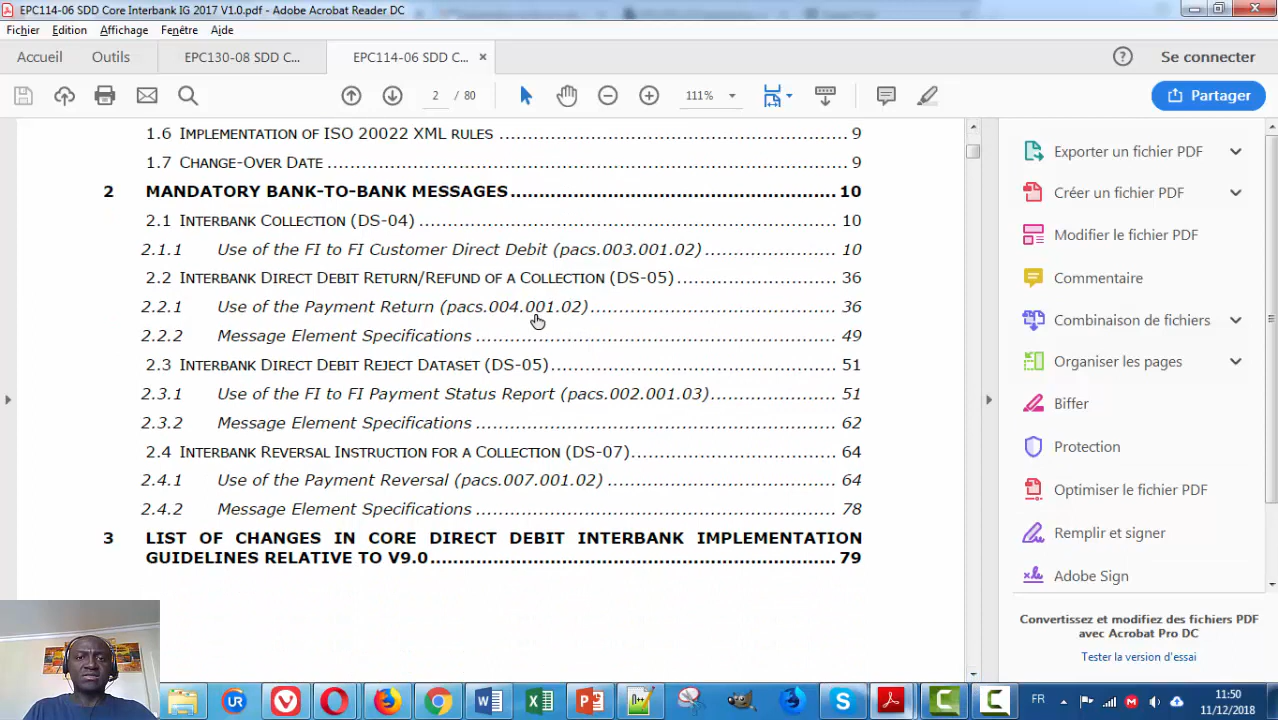 EPC114-06 SDD Core Interbank IG 2017 V1.0.pdf - Adobe Acrobat Reader DC
Fichier Edition Affichage Fenêtre Aide
Accueil Outils EPC130-08 SDD C... EPC114-06 SDD C... × Se connecter
2 / 80 111% Partager
1.6 IMPLEMENTATION OF ISO 20022 XML RULES 9
1.7 CHANGE-OVER DATE 9
2 MANDATORY BANK-TO-BANK MESSAGES 10
2.1 INTERBANK COLLECTION (DS-04) 10
2.1.1 Use of the FI to FI Customer Direct Debit (pacs.003.001.02) 10
2.2 INTERBANK DIRECT DEBIT RETURN/REFUND OF A COLLECTION (DS-05) 36
2.2.1 Use of the Payment Return (pacs.004.001.02) 36
2.2.2 Message Element Specifications 49
2.3 INTERBANK DIRECT DEBIT REJECT DATASET (DS-05) 51
2.3.1 Use of the FI to FI Payment Status Report (pacs.002.001.03) 51
2.3.2 Message Element Specifications 62
2.4 INTERBANK REVERSAL INSTRUCTION FOR A COLLECTION (DS-07) 64
2.4.1 Use of the Payment Reversal (pacs.007.001.02) 64
2.4.2 Message Element Specifications 78
3 LIST OF CHANGES IN CORE DIRECT DEBIT INTERBANK IMPLEMENTATION
GUIDELINES RELATIVE TO V9.0 79
Exporter un fichier PDF
Créer un fichier PDF
Modifier le fichier PDF
Commentaire
Combinaison de fichiers
Organiser les pages
Biffer
Protection
Optimiser le fichier PDF
Remplir et signer
Adobe Sign
Convertissez et modifiez des fichiers PDF
avec Acrobat Pro DC
Tester la version d'essai
FR
11:50
11/12/2018